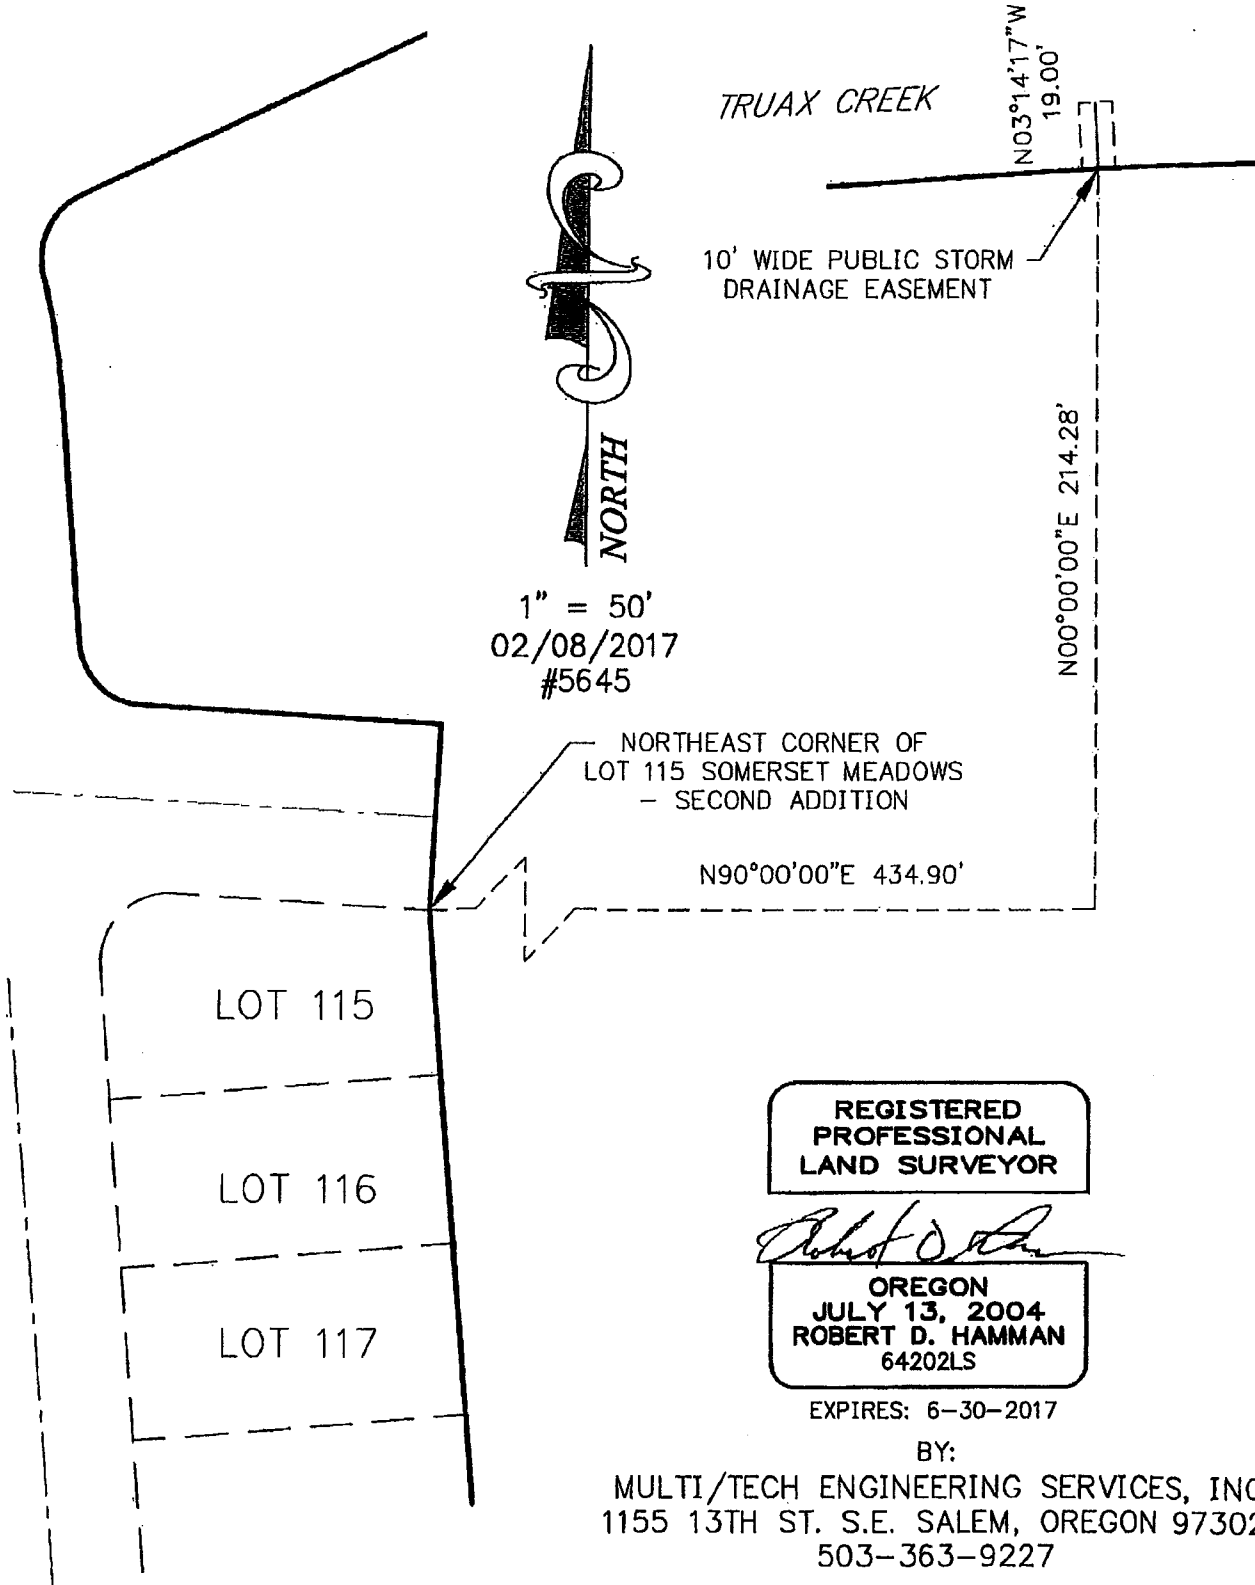 N03°14'17"W
19.00'
TRUAX CREEK
10' WIDE PUBLIC STORM
DRAINAGE EASEMENT
N00°00'00"E 214.28'
NORTH
1" = 50'
02/08/2017
#5645
NORTHEAST CORNER OF
LOT 115 SOMERSET MEADOWS
– SECOND ADDITION
N90°00'00"E 434.90'
LOT 115
LOT 116
LOT 117
REGISTERED
PROFESSIONAL
LAND SURVEYOR
OREGON
JULY 13, 2004
ROBERT D. HAMMAN
64202LS
EXPIRES: 6-30-2017
BY:
MULTI/TECH ENGINEERING SERVICES, INC
1155 13TH ST. S.E. SALEM, OREGON 97302
503-363-9227